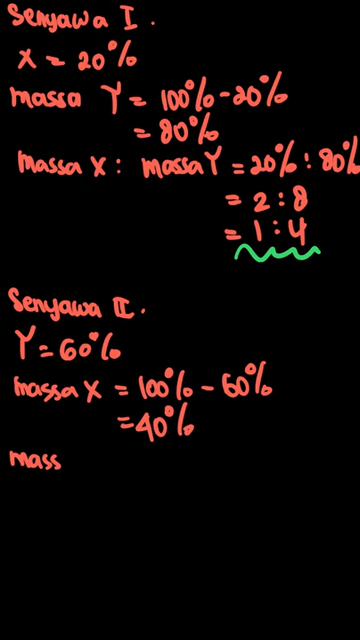 Senyawa I.
X = 20%
massa Y = 100% - 20%
= 80%
massa X : massa Y = 20% : 80%
= 2 : 8
= 1 : 4
Senyawa II.
Y = 60%
massa X = 100% - 60%
= 40%
mass